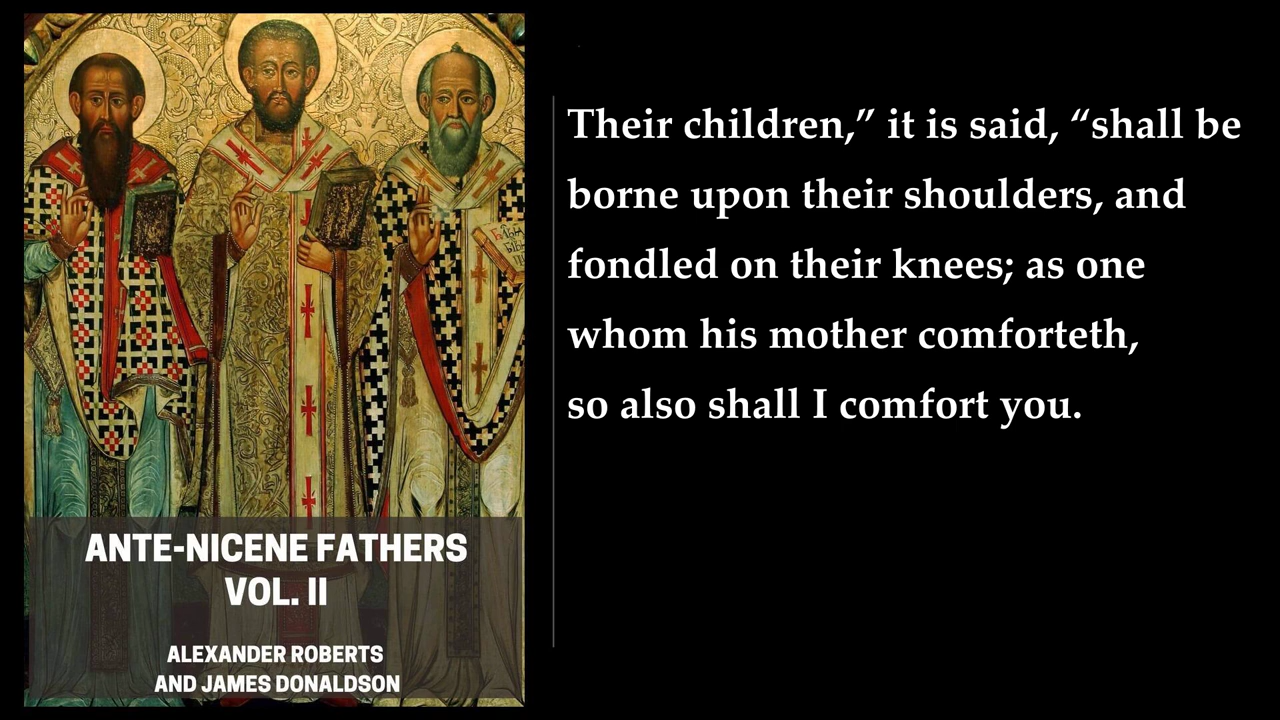 Their children,” it is said, “shall be
borne upon their shoulders, and
fondled on their knees; as one
whom his mother comforteth,
so also shall I comfort you.
ANTE-NICENE FATHERS
VOL. II
ALEXANDER ROBERTS
AND JAMES DONALDSON